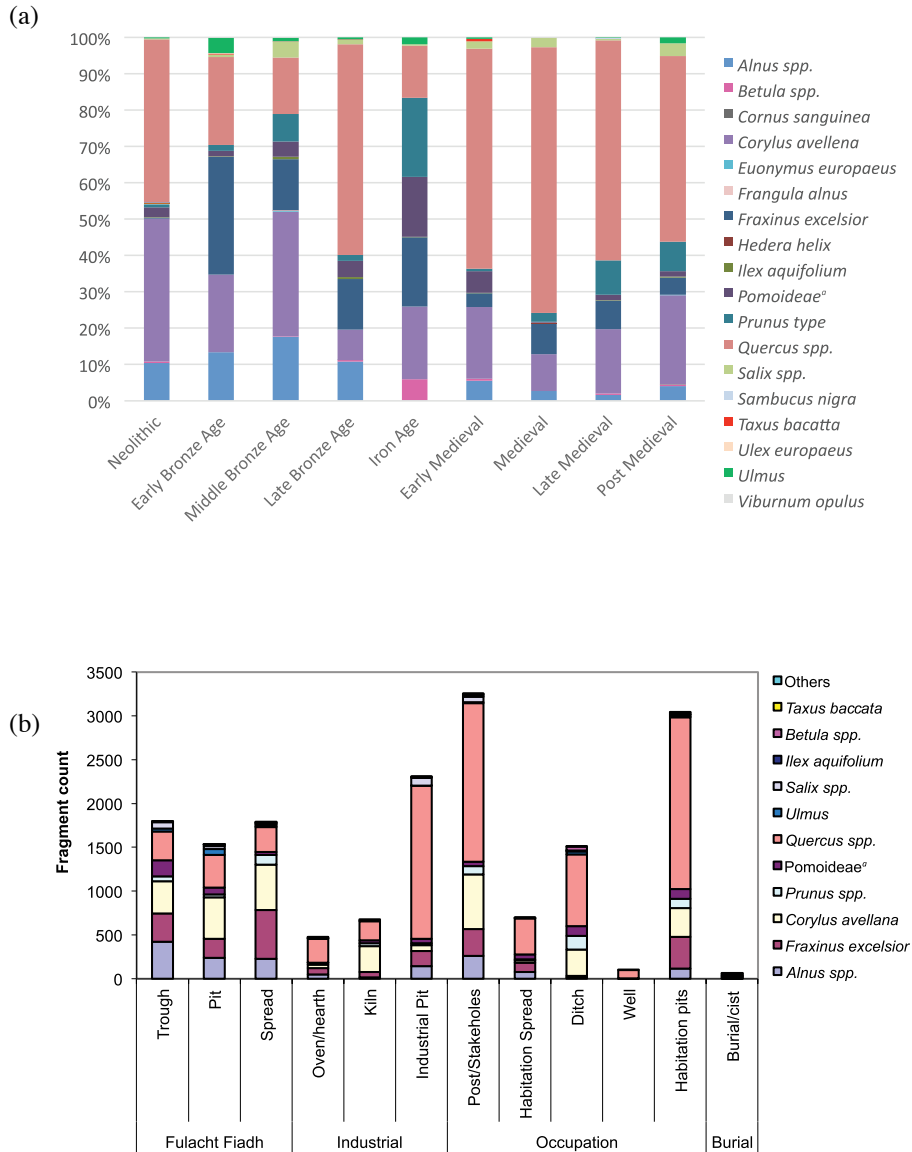 (a)
100%
90%
80%
70%
60%
50%
40%
30%
20%
10%
0%
Neolithic
Early Bronze Age
Middle Bronze Age
Late Bronze Age
Iron Age
Early Medieval
Medieval
Late Medieval
Post Medieval
Alnus spp.
Betula spp.
Cornus sanguinea
Corylus avellena
Euonymus europaeus
Frangula alnus
Fraxinus excelsior
Hedera helix
Ilex aquifolium
Pomoideaeᵃ
Prunus type
Quercus spp.
Salix spp.
Sambucus nigra
Taxus bacatta
Ulex europaeus
Ulmus
Viburnum opulus
(b)
Fragment count
3500
3000
2500
2000
1500
1000
500
0
Trough
Pit
Spread
Oven/hearth
Kiln
Industrial Pit
Post/Stakeholes
Habitation Spread
Ditch
Well
Habitation pits
Burial/cist
Fulacht Fiadh
Industrial
Occupation
Burial
Others
Taxus baccata
Betula spp.
Ilex aquifolium
Salix spp.
Ulmus
Quercus spp.
Pomoideaeᵃ
Prunus spp.
Corylus avellana
Fraxinus excelsior
Alnus spp.